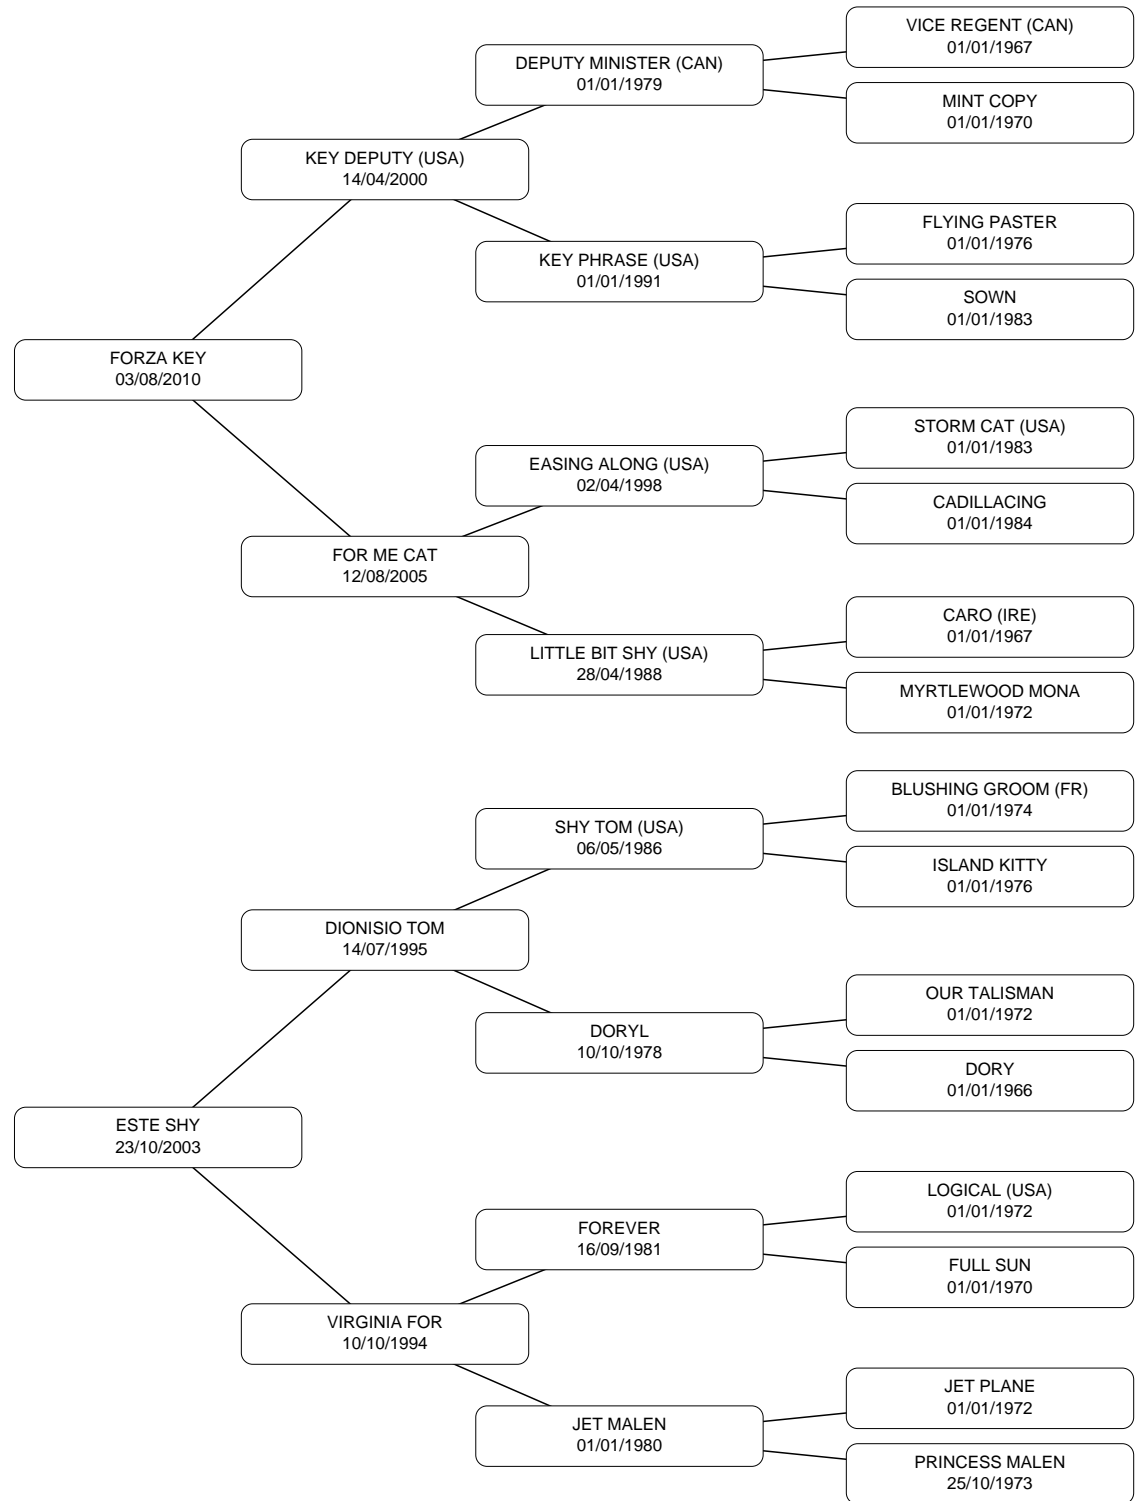 VICE REGENT (CAN)
01/01/1967
DEPUTY MINISTER (CAN)
01/01/1979
MINT COPY
01/01/1970
KEY DEPUTY (USA)
14/04/2000
FLYING PASTER
01/01/1976
KEY PHRASE (USA)
01/01/1991
SOWN
01/01/1983
FORZA KEY
03/08/2010
STORM CAT (USA)
01/01/1983
EASING ALONG (USA)
02/04/1998
CADILLACING
01/01/1984
FOR ME CAT
12/08/2005
CARO (IRE)
01/01/1967
LITTLE BIT SHY (USA)
28/04/1988
MYRTLEWOOD MONA
01/01/1972
BLUSHING GROOM (FR)
01/01/1974
SHY TOM (USA)
06/05/1986
ISLAND KITTY
01/01/1976
DIONISIO TOM
14/07/1995
OUR TALISMAN
01/01/1972
DORYL
10/10/1978
DORY
01/01/1966
ESTE SHY
23/10/2003
LOGICAL (USA)
01/01/1972
FOREVER
16/09/1981
FULL SUN
01/01/1970
VIRGINIA FOR
10/10/1994
JET PLANE
01/01/1972
JET MALEN
01/01/1980
PRINCESS MALEN
25/10/1973